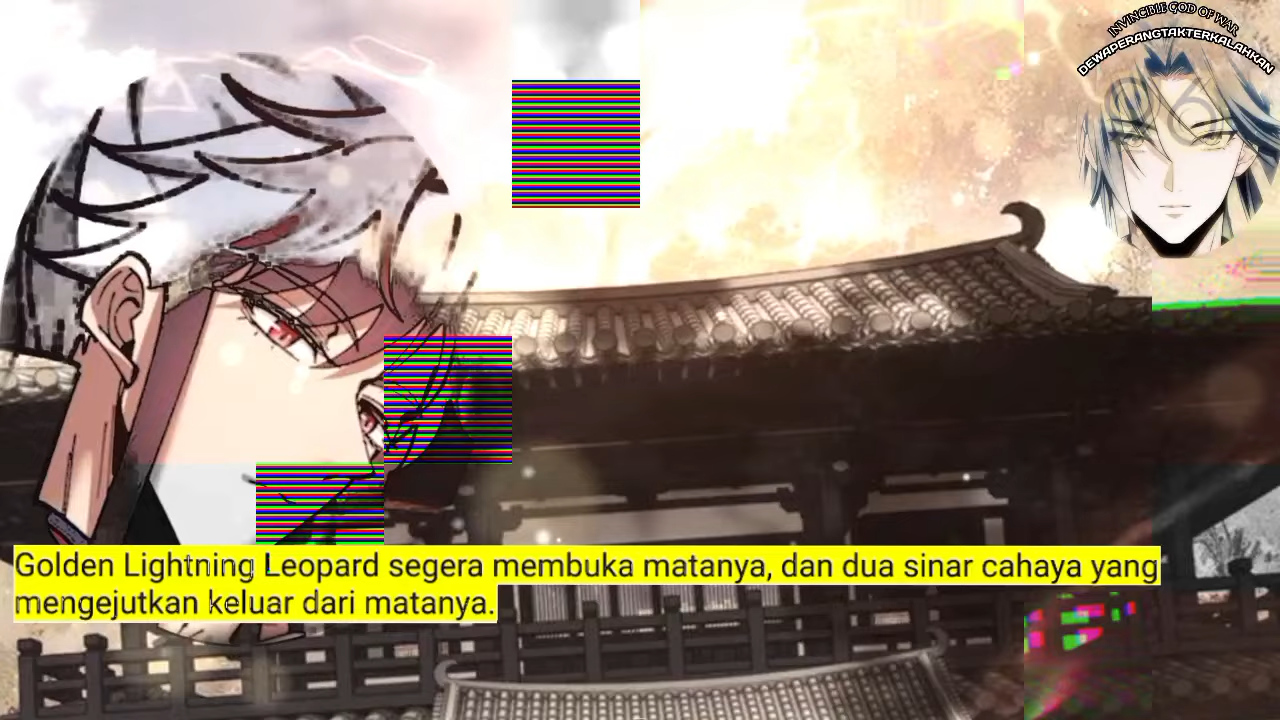 INVINCIBLE GOD OF WAR
DEWAPERANGTAKTERKALAHKAN
Golden Lightning Leopard segera membuka matanya, dan dua sinar cahaya yang
mengejutkan keluar dari matanya.